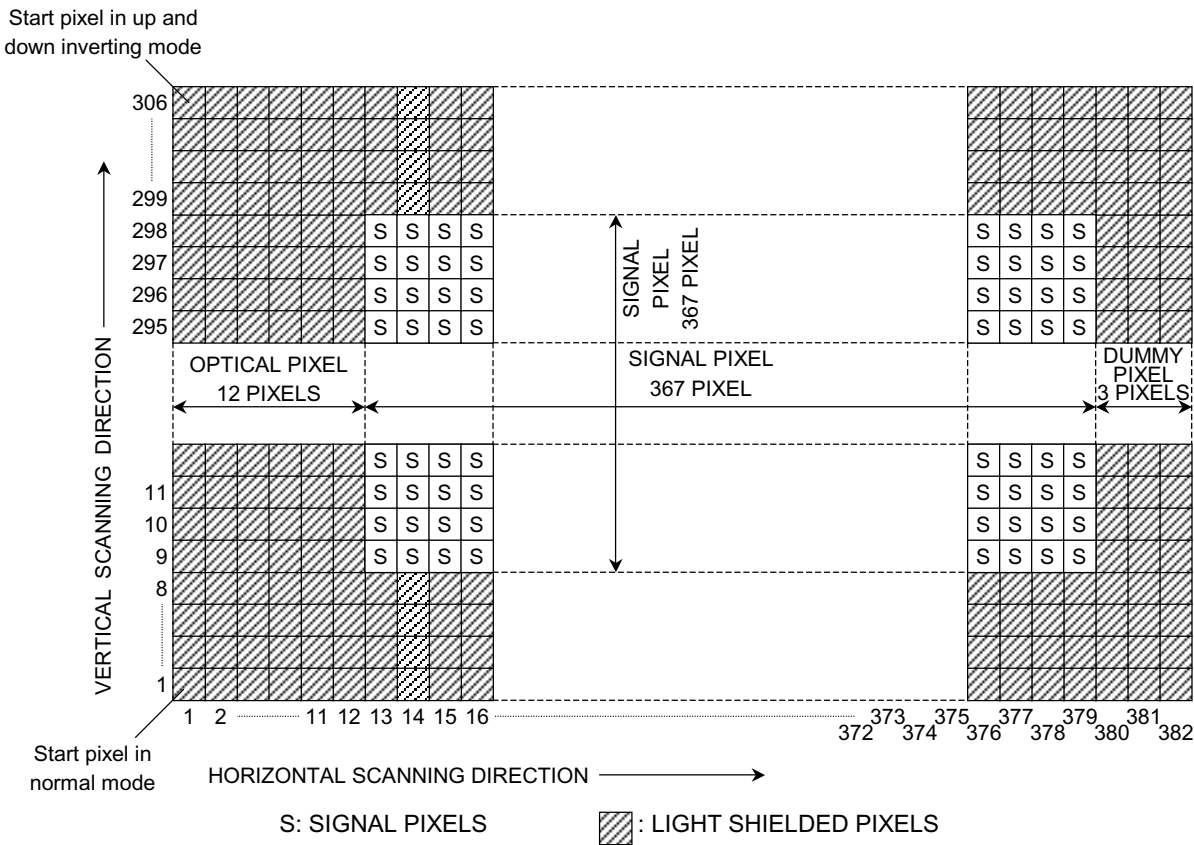 Start pixel in up and
down inverting mode
306
299
298 S S S S S S S S
297 S S S S S S S S
296 S S S S S S S S
295 S S S S S S S S
SIGNAL
PIXEL
367 PIXEL
VERTICAL SCANNING DIRECTION
OPTICAL PIXEL
12 PIXELS
SIGNAL PIXEL
367 PIXEL
DUMMY
PIXEL
3 PIXELS
S S S S S S S S
11 S S S S S S S S
10 S S S S S S S S
9 S S S S S S S S
8
1
1 2 11 12 13 14 15 16 373 375 377 379 381
372 374 376 378 380 382
Start pixel in
normal mode
HORIZONTAL SCANNING DIRECTION
S: SIGNAL PIXELS : LIGHT SHIELDED PIXELS